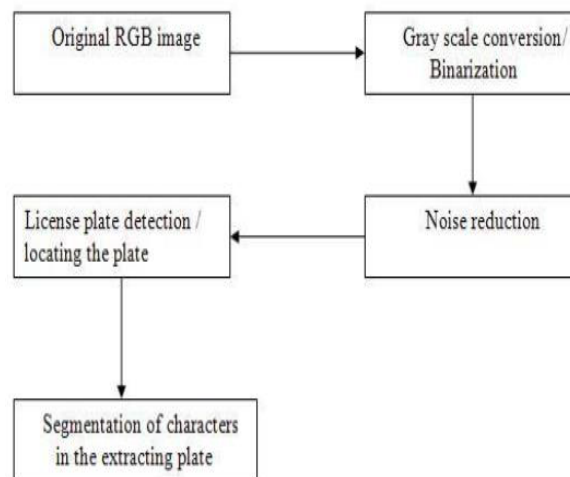 Original RGB image
Gray scale conversion/
Binarization
Noise reduction
License plate detection /
locating the plate
Segmentation of characters
in the extracting plate